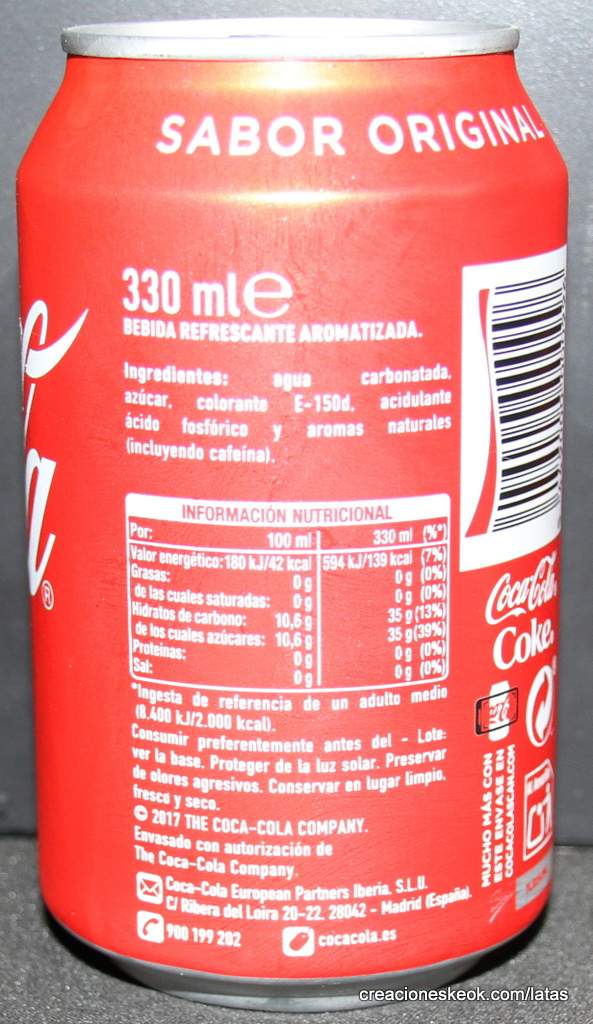 SABOR ORIGINAL
330 ml e
BEBIDA REFRESCANTE AROMATIZADA.
Ingredientes: agua carbonatada,
azúcar, colorante E-150d, acidulante
ácido fosfórico y aromas naturales
(incluyendo cafeína).
INFORMACIÓN NUTRICIONAL
Por: 100 ml 330 ml (%*)
Valor energético: 180 kJ/42 kcal 594 kJ/139 kcal (7%)
Grasas: 0 g 0 g (0%)
de las cuales saturadas: 0 g 0 g (0%)
Hidratos de carbono: 10,6 g 35 g (13%)
de los cuales azúcares: 10,6 g 35 g (39%)
Proteínas: 0 g 0 g (0%)
Sal: 0 g 0 g (0%)
*Ingesta de referencia de un adulto medio
(8.400 kJ/2.000 kcal).
Consumir preferentemente antes del - Lote:
ver la base. Proteger de la luz solar. Preservar
de olores agresivos. Conservar en lugar limpio,
fresco y seco.
© 2017 THE COCA-COLA COMPANY.
Envasado con autorización de
The Coca-Cola Company.
Coca-Cola European Partners Iberia, S.L.U.
C/ Ribera del Loira 20-22. 28042 - Madrid (España).
900 199 202 cocacola.es
Coca-Cola
Coke
MUCHO MÁS CON
ESTE ENVASE EN
COCACOLASCAN.COM
creacioneskeok.com/latas